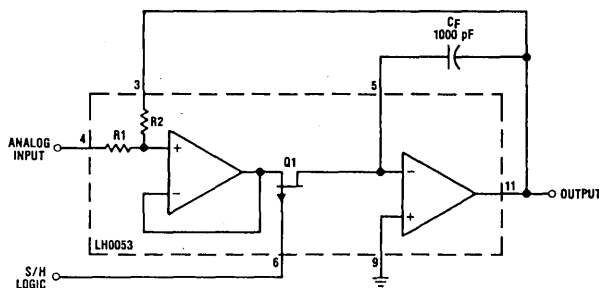 CF
1000 pF
3
5
R2
4
R1
ANALOG
INPUT
+
Q1
−
−
+
11
OUTPUT
LH0053
6
9
S/H
LOGIC